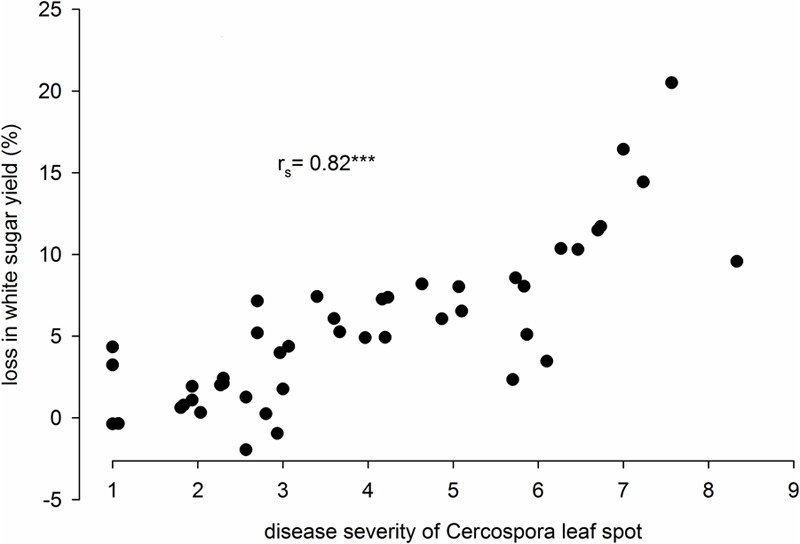 25
20
15
10
5
0
-5
loss in white sugar yield (%)
rs= 0.82***
1 2 3 4 5 6 7 8 9
disease severity of Cercospora leaf spot